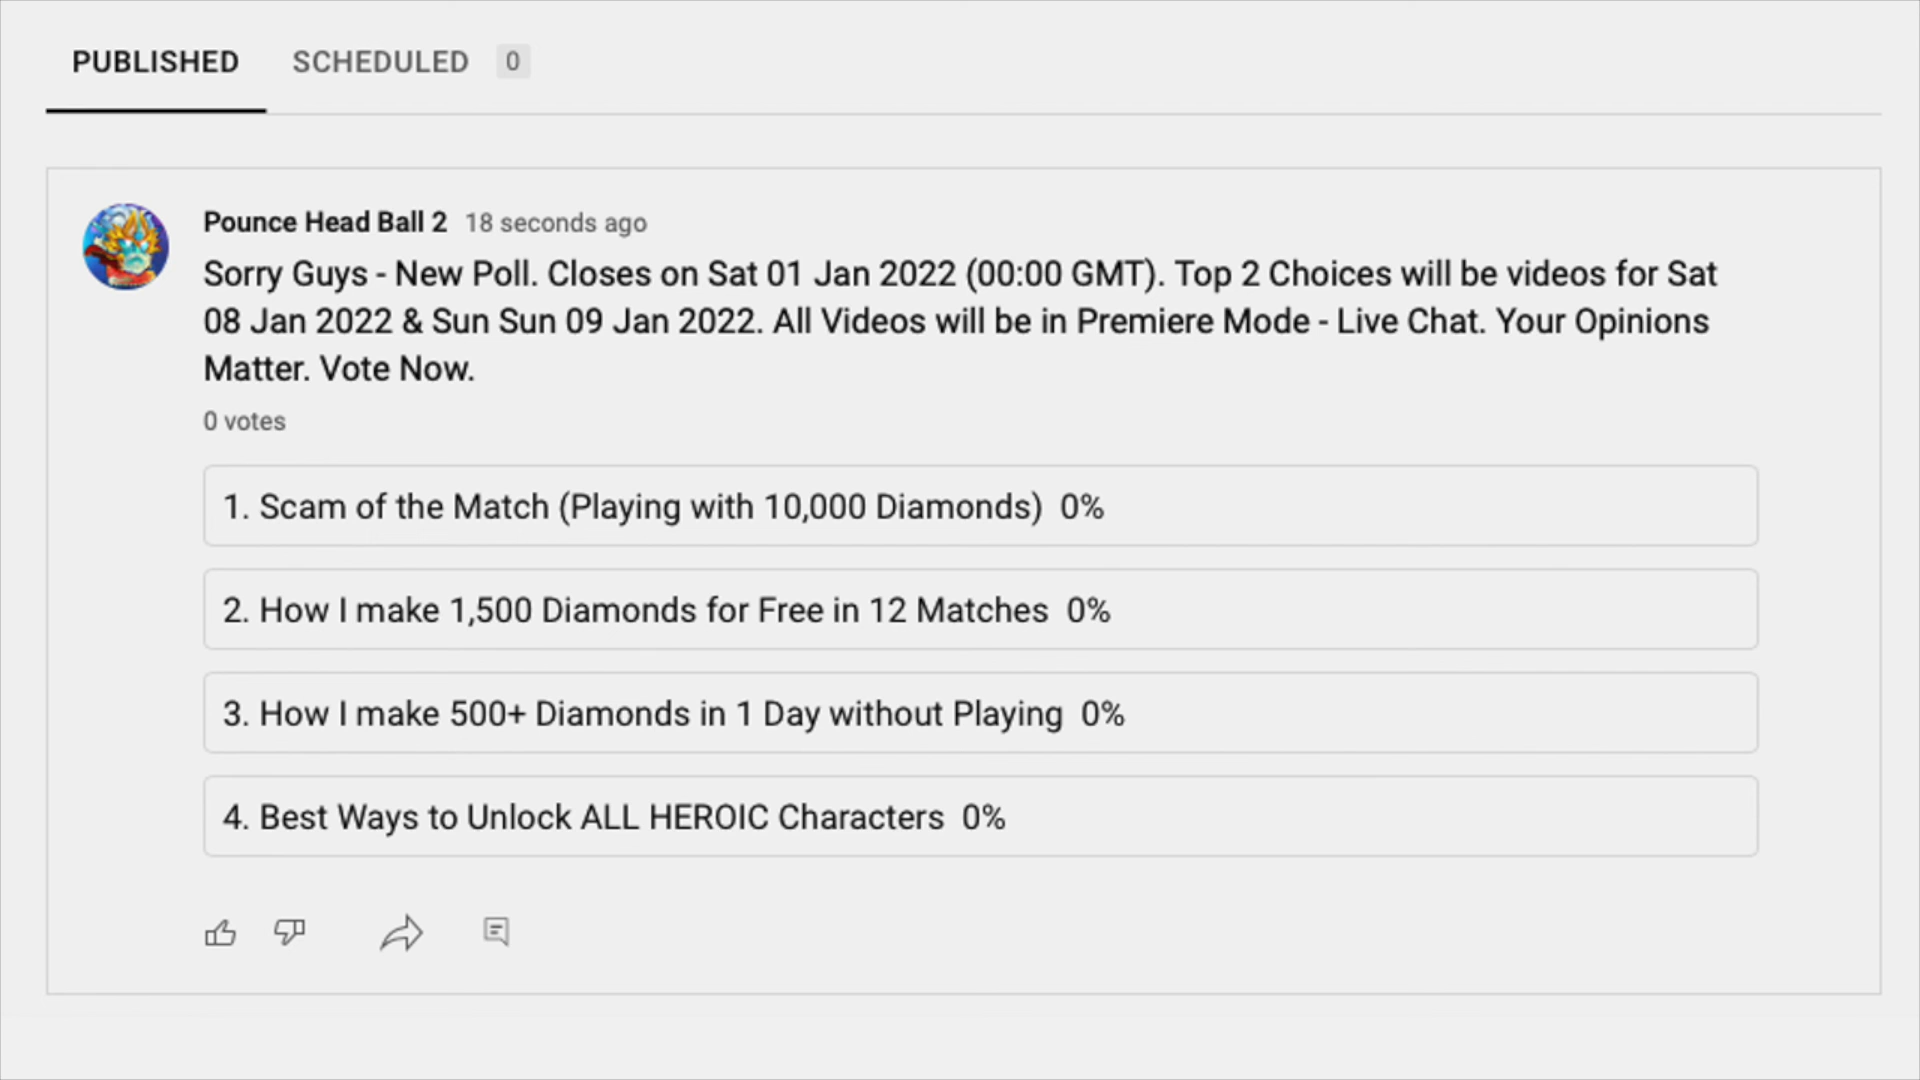 PUBLISHED SCHEDULED 0
Pounce Head Ball 2 18 seconds ago
Sorry Guys - New Poll. Closes on Sat 01 Jan 2022 (00:00 GMT). Top 2 Choices will be videos for Sat
08 Jan 2022 & Sun Sun 09 Jan 2022. All Videos will be in Premiere Mode - Live Chat. Your Opinions
Matter. Vote Now.
0 votes
1. Scam of the Match (Playing with 10,000 Diamonds) 0%
2. How I make 1,500 Diamonds for Free in 12 Matches 0%
3. How I make 500+ Diamonds in 1 Day without Playing 0%
4. Best Ways to Unlock ALL HEROIC Characters 0%